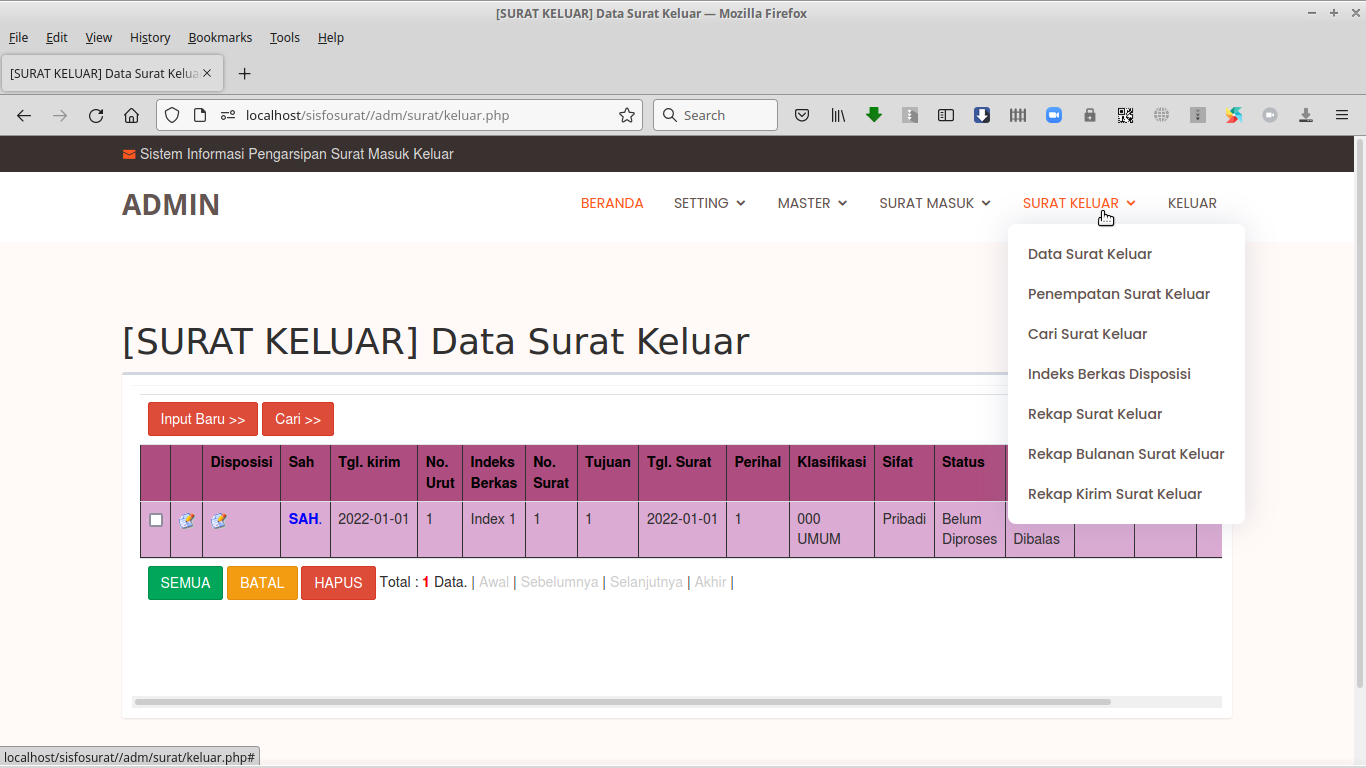 [SURAT KELUAR] Data Surat Keluar — Mozilla Firefox
File Edit View History Bookmarks Tools Help
[SURAT KELUAR] Data Surat Kelua
localhost/sisfosurat//adm/surat/keluar.php
Search
Sistem Informasi Pengarsipan Surat Masuk Keluar
ADMIN
BERANDA SETTING MASTER SURAT MASUK SURAT KELUAR KELUAR
Data Surat Keluar
Penempatan Surat Keluar
Cari Surat Keluar
Indeks Berkas Disposisi
Rekap Surat Keluar
Rekap Bulanan Surat Keluar
Rekap Kirim Surat Keluar
[SURAT KELUAR] Data Surat Keluar
Input Baru >> Cari >>
Disposisi Sah Tgl. kirim No. Urut Indeks Berkas No. Surat Tujuan Tgl. Surat Perihal Klasifikasi Sifat Status
SAH. 2022-01-01 1 Index 1 1 1 2022-01-01 1 000 UMUM Pribadi Belum Diproses Dibalas
SEMUA BATAL HAPUS Total : 1 Data. | Awal | Sebelumnya | Selanjutnya | Akhir |
localhost/sisfosurat//adm/surat/keluar.php#